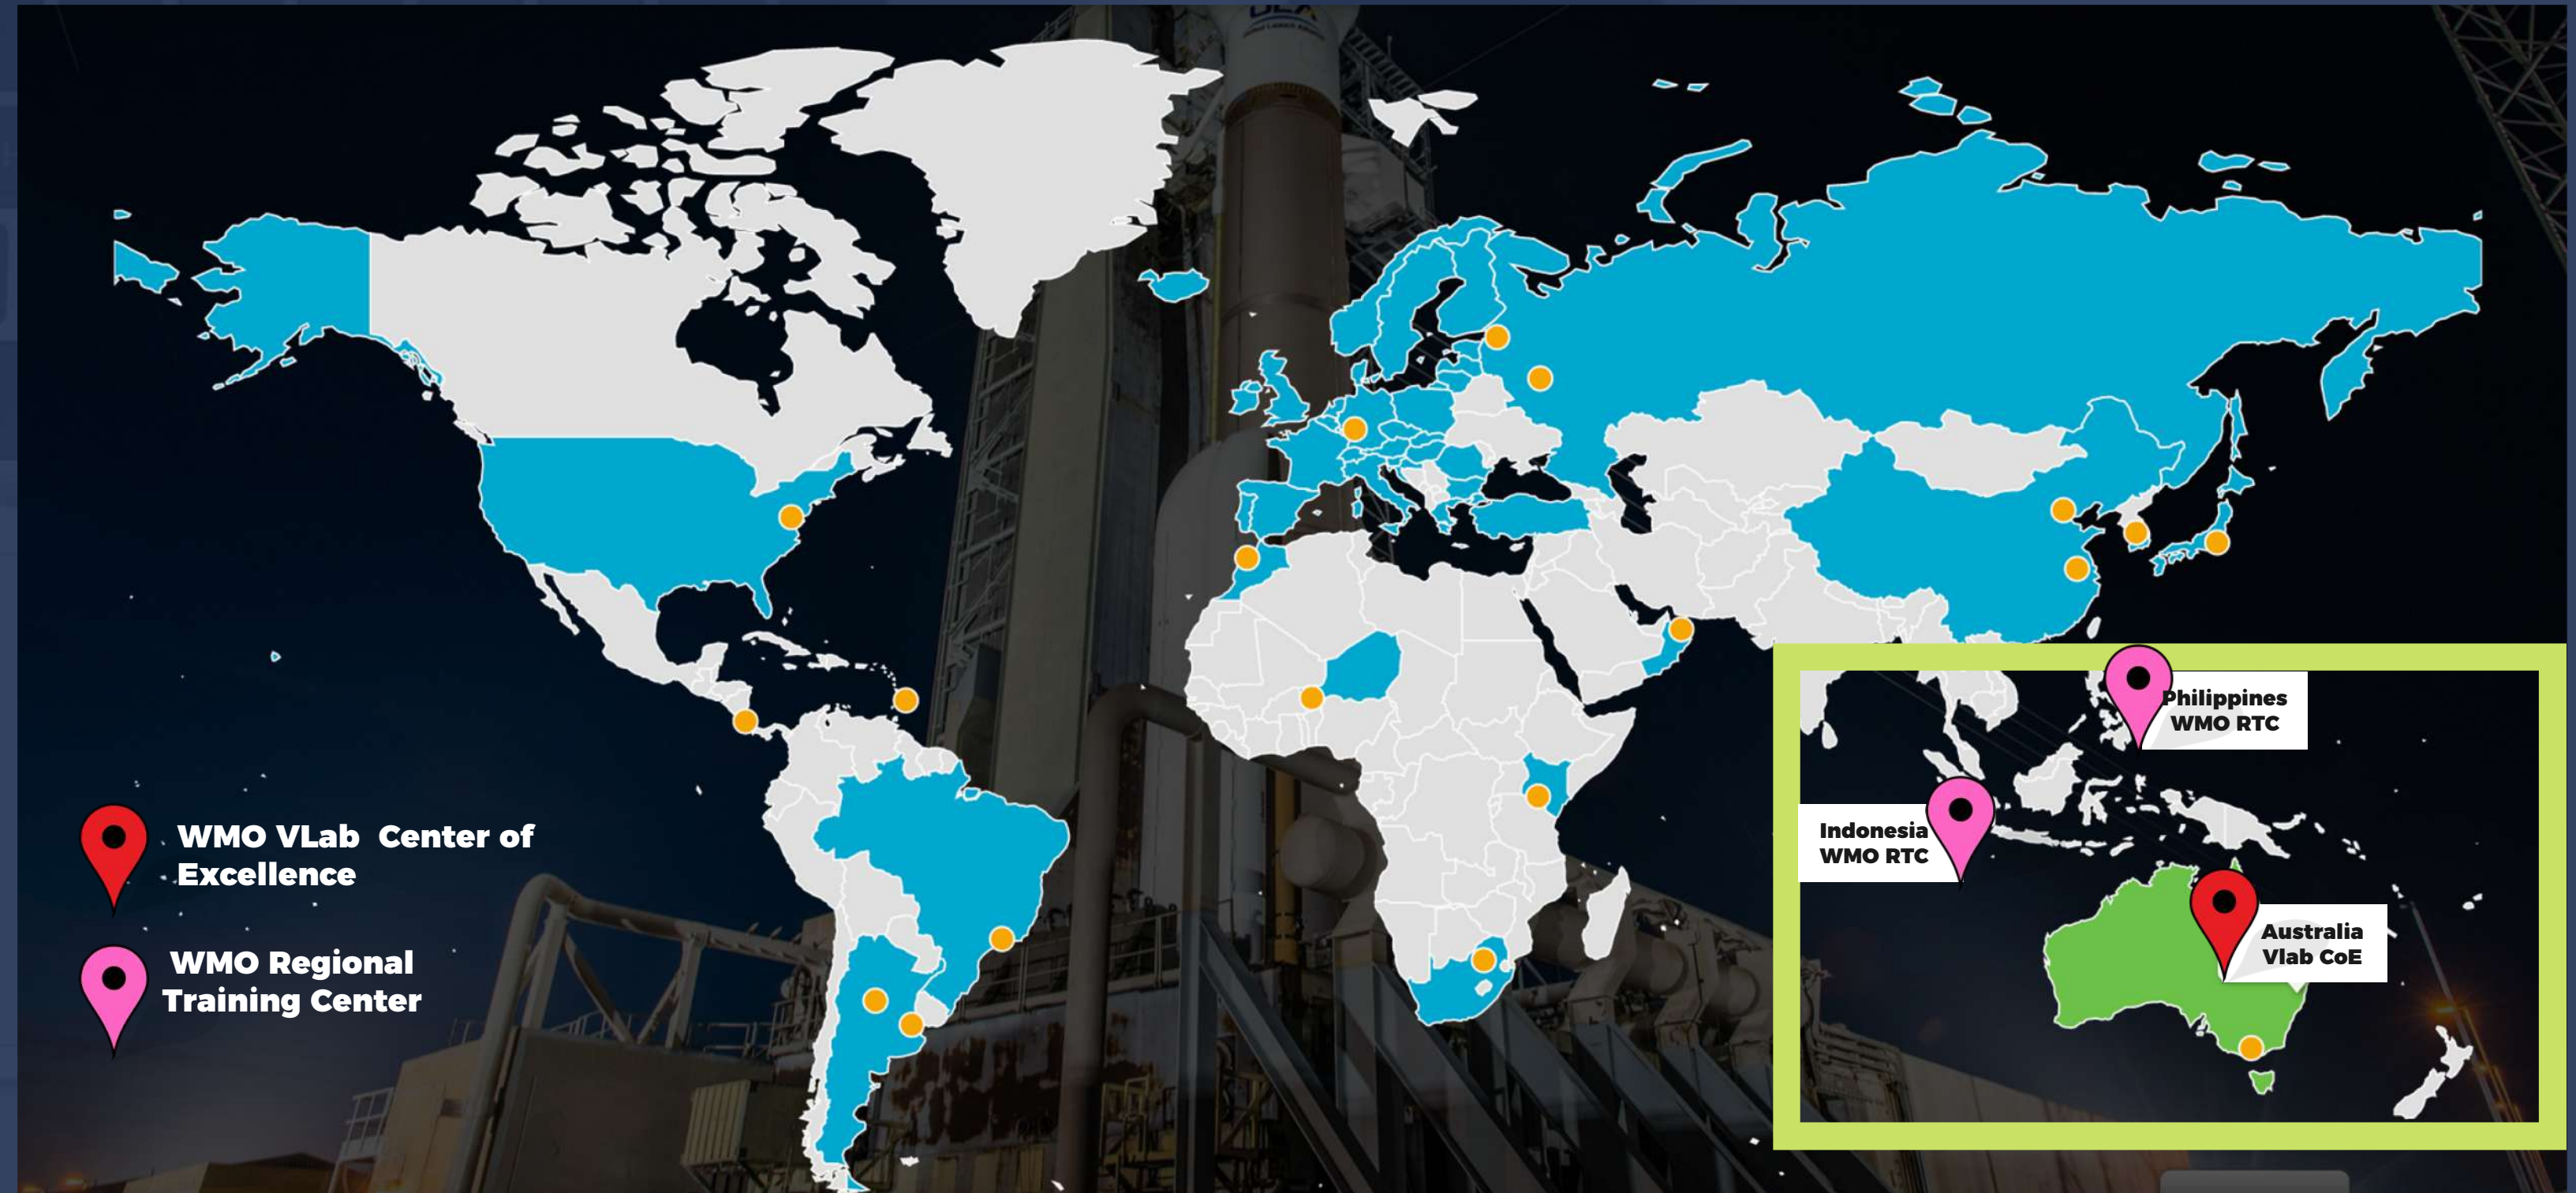 Philippines
WMO RTC
Indonesia
WMO RTC
WMO VLab Center of
Excellence
Australia
Vlab CoE
WMO Regional
Training Center